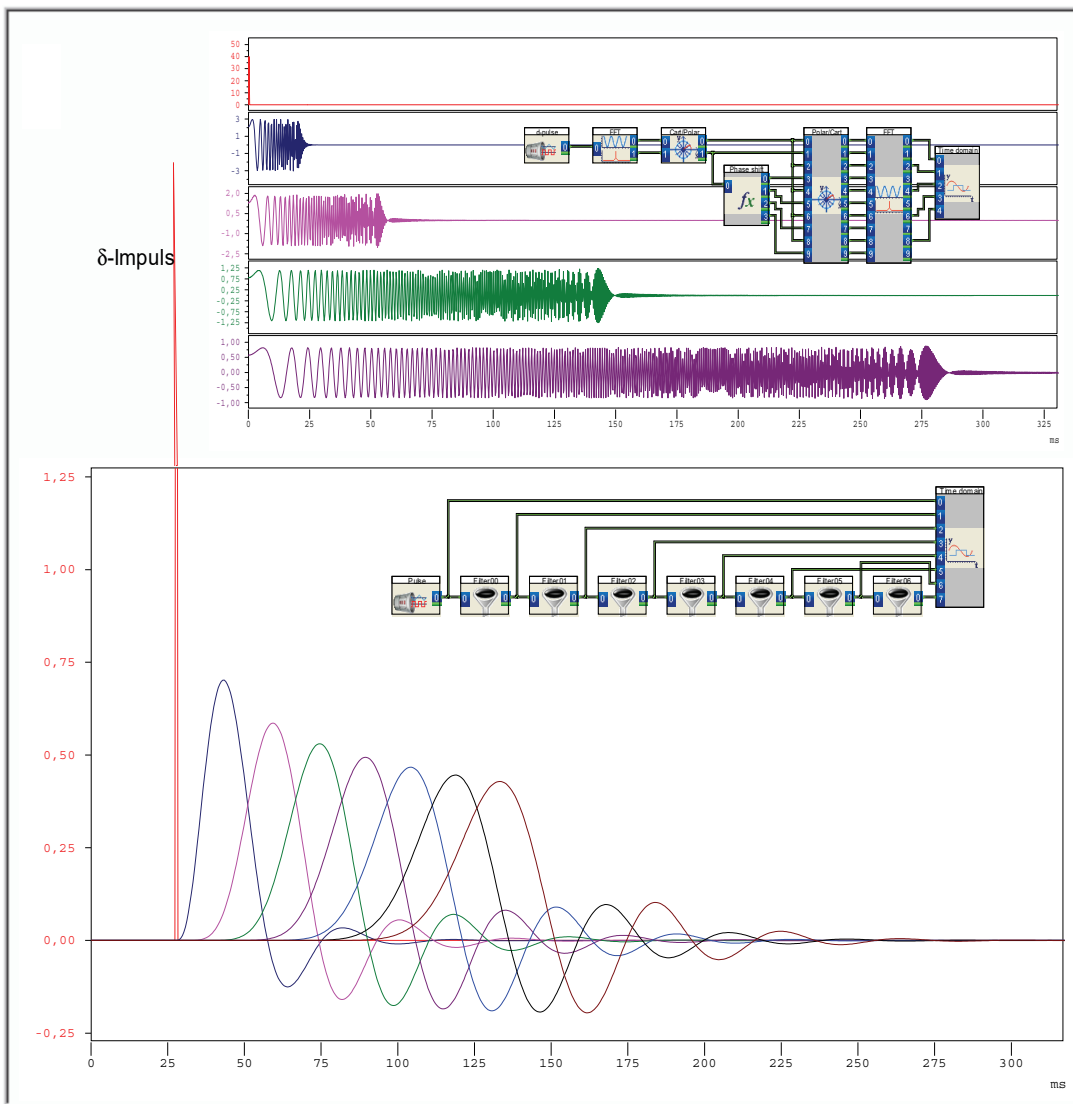 50
40
30
20
10
0
3
1
-1
-3
d-pulse FFT Cart/Polar Polar/Cart FFT
Time domain
Phase shift
fx
2,0
0,5
-1,0
-2,5
δ-Impuls
1,25
0,75
0,25
-0,25
-0,75
-1,25
1,00
0,50
0,00
-0,50
-1,00
0 25 50 75 100 125 150 175 200 225 250 275 300 325
ms
1,25
1,00
0,75
0,50
0,25
0,00
-0,25
Time domain
Pulse Filter00 Filter01 Filter02 Filter03 Filter04 Filter05 Filter06
0 25 50 75 100 125 150 175 200 225 250 275 300
ms